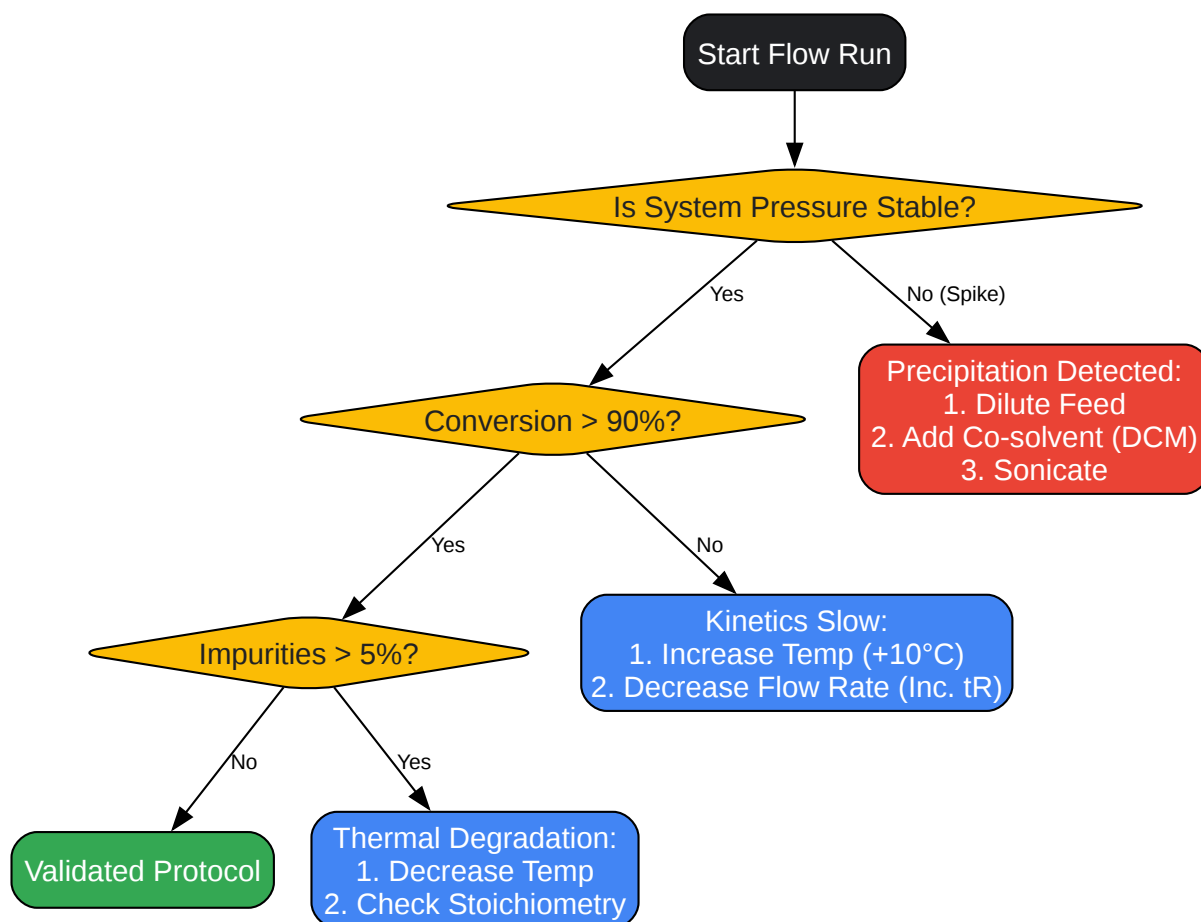 Start Flow Run
Is System Pressure Stable?
Yes
No (Spike)
Precipitation Detected:
1. Dilute Feed
2. Add Co-solvent (DCM)
3. Sonicate
Conversion > 90%?
Yes
No
Kinetics Slow:
1. Increase Temp (+10°C)
2. Decrease Flow Rate (Inc. tR)
Impurities > 5%?
No
Yes
Validated Protocol
Thermal Degradation:
1. Decrease Temp
2. Check Stoichiometry